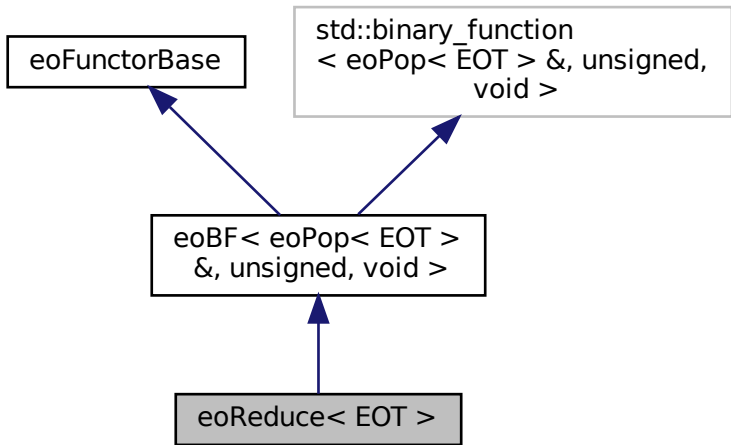 eoFunctorBase
std::binary_function
< eoPop< EOT > &, unsigned,
void >
eoBF< eoPop< EOT >
&, unsigned, void >
eoReduce< EOT >